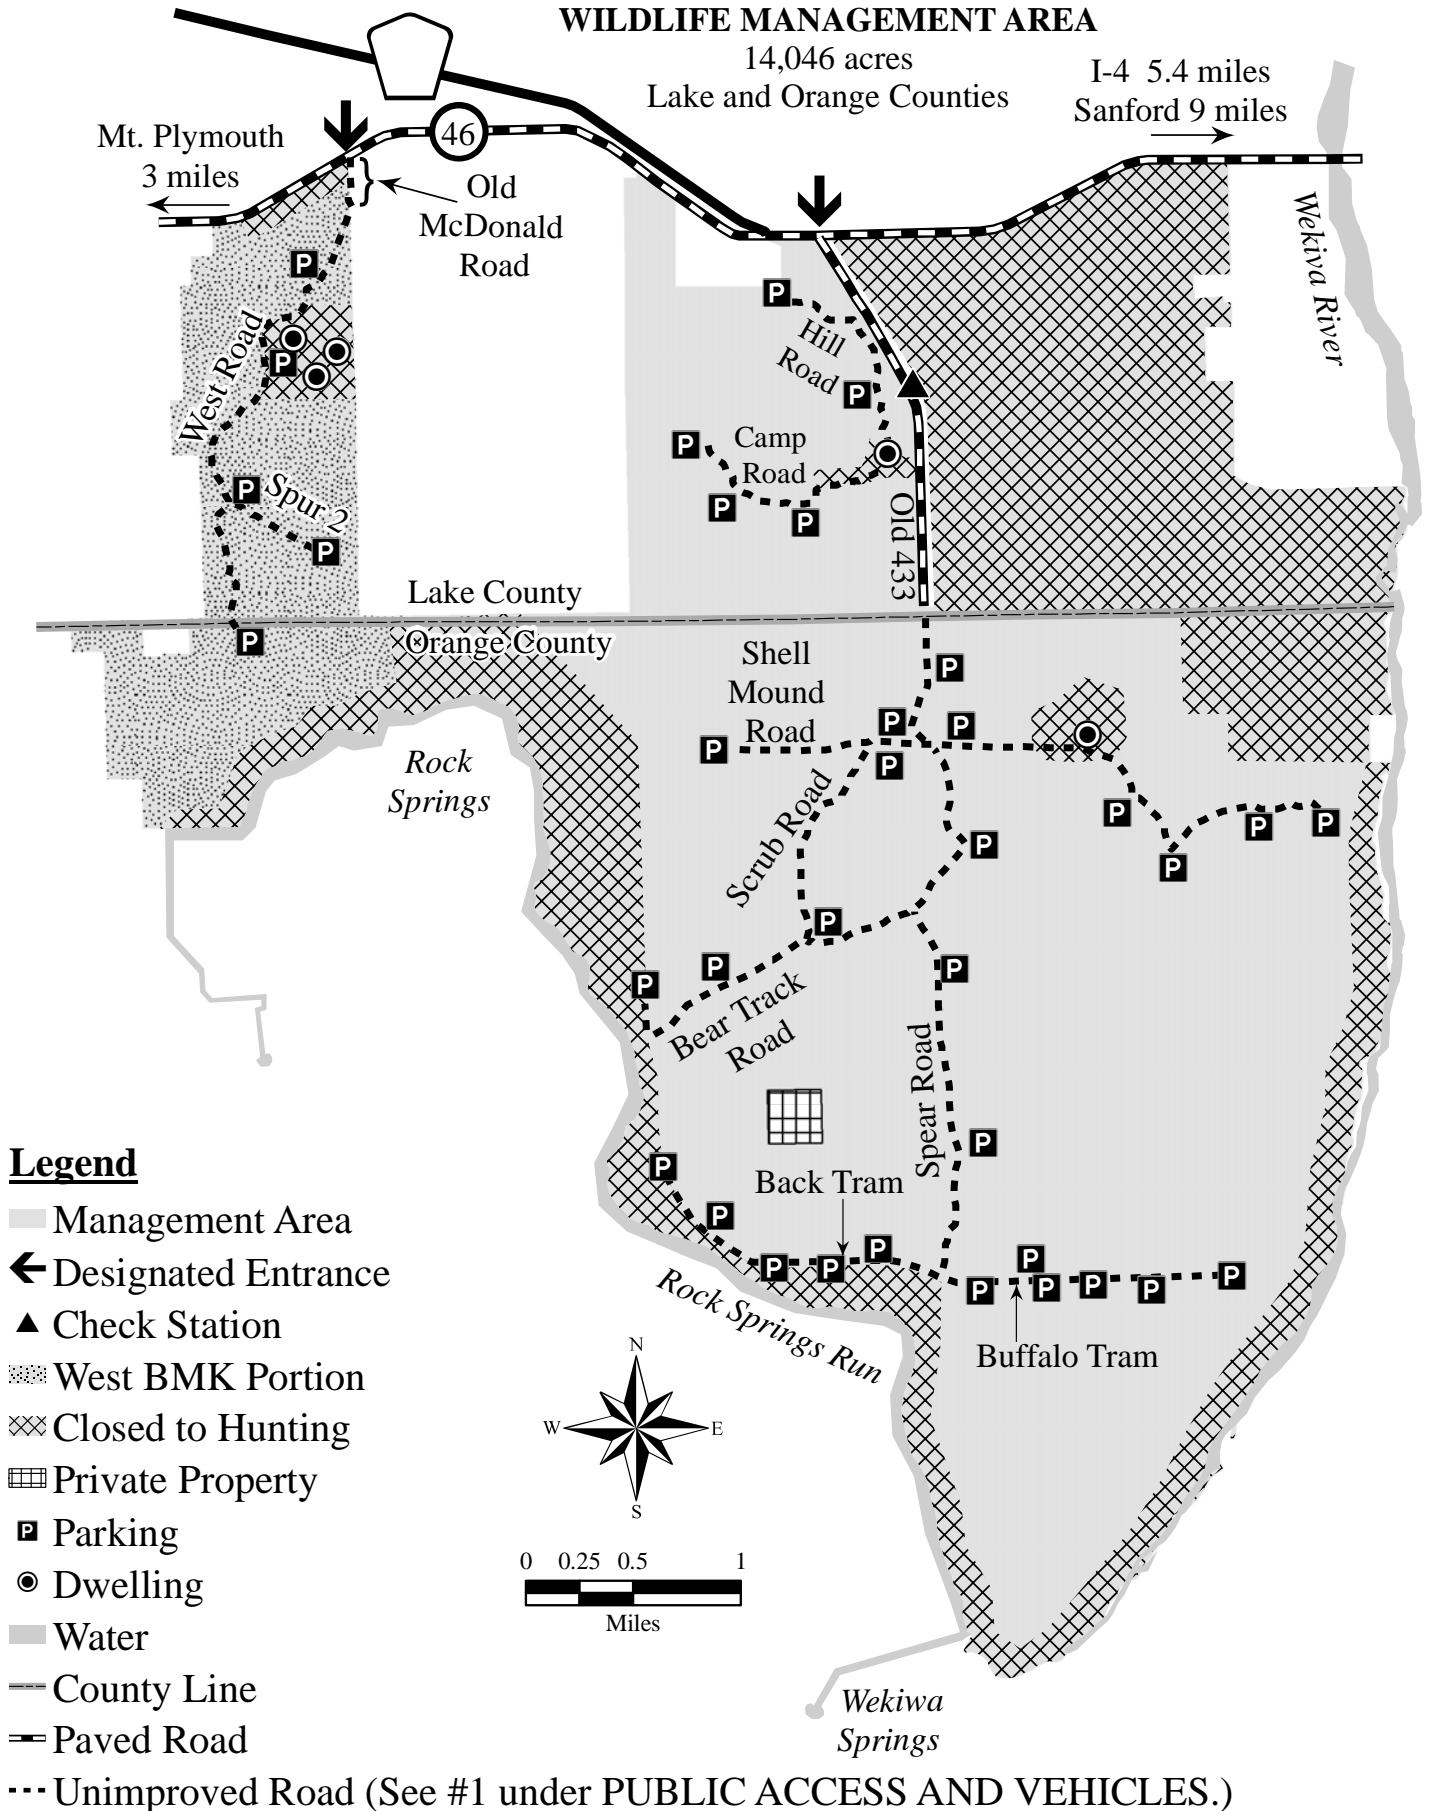 WILDLIFE MANAGEMENT AREA
14,046 acres
Lake and Orange Counties
I-4 5.4 miles
Sanford 9 miles
Mt. Plymouth
3 miles
46
Old
McDonald
Road
Wekiva River
P
Hill
Road
P
West Road
P
P
Camp
Road
P
P
P
P
Spur 2
P
Old 433
P
Lake County
Orange County
P
Shell
Mound
Road
P
P
P
P
P
Rock
Springs
Scrub Road
P
P
P
P
P
P
P
P
P
Bear Track
Road
Spear Road
P
P
P
Back Tram
P
P
P
P
P
P
P
P
P
P
Rock Springs Run
Buffalo Tram
N
W
E
S
0 0.25 0.5 1
Miles
Wekiwa
Springs
Legend
Management Area
Designated Entrance
Check Station
West BMK Portion
Closed to Hunting
Private Property
P Parking
Dwelling
Water
County Line
Paved Road
Unimproved Road (See #1 under PUBLIC ACCESS AND VEHICLES.)